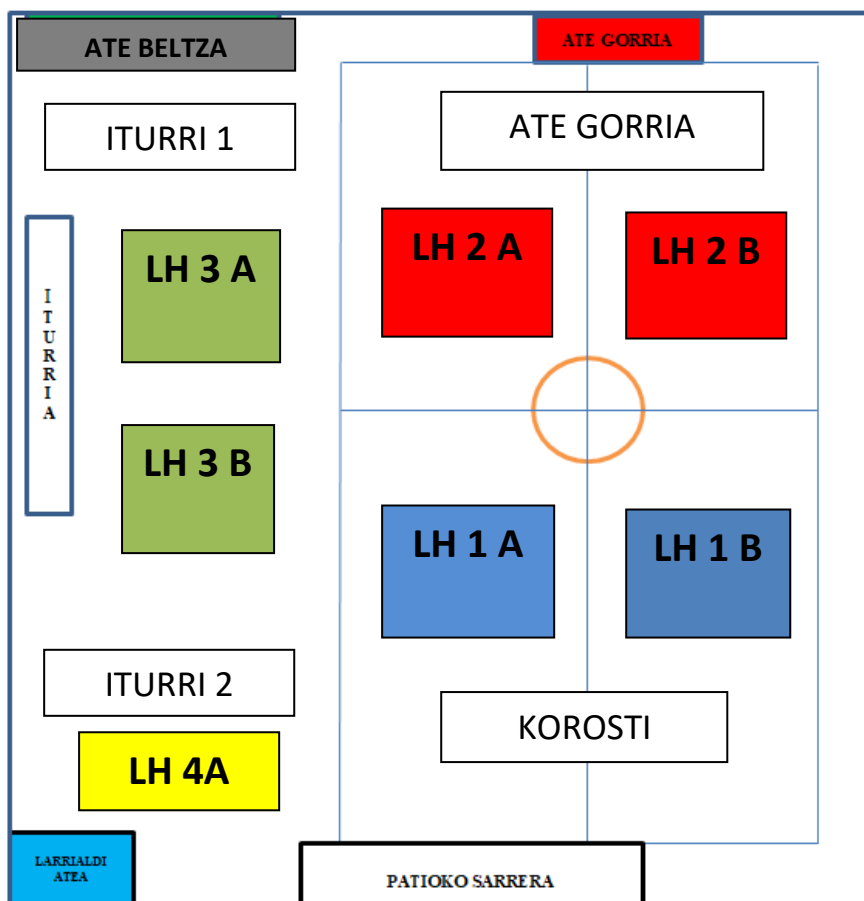 ATE BELTZA
ATE GORRIA
ITURRI 1
ATE GORRIA
LH 3 A
LH 2 A
LH 2 B
ITURRIA
LH 3 B
LH 1 A
LH 1 B
ITURRI 2
KOROSTI
LH 4A
LARRIALDI
ATEA
PATIOKO SARRERA